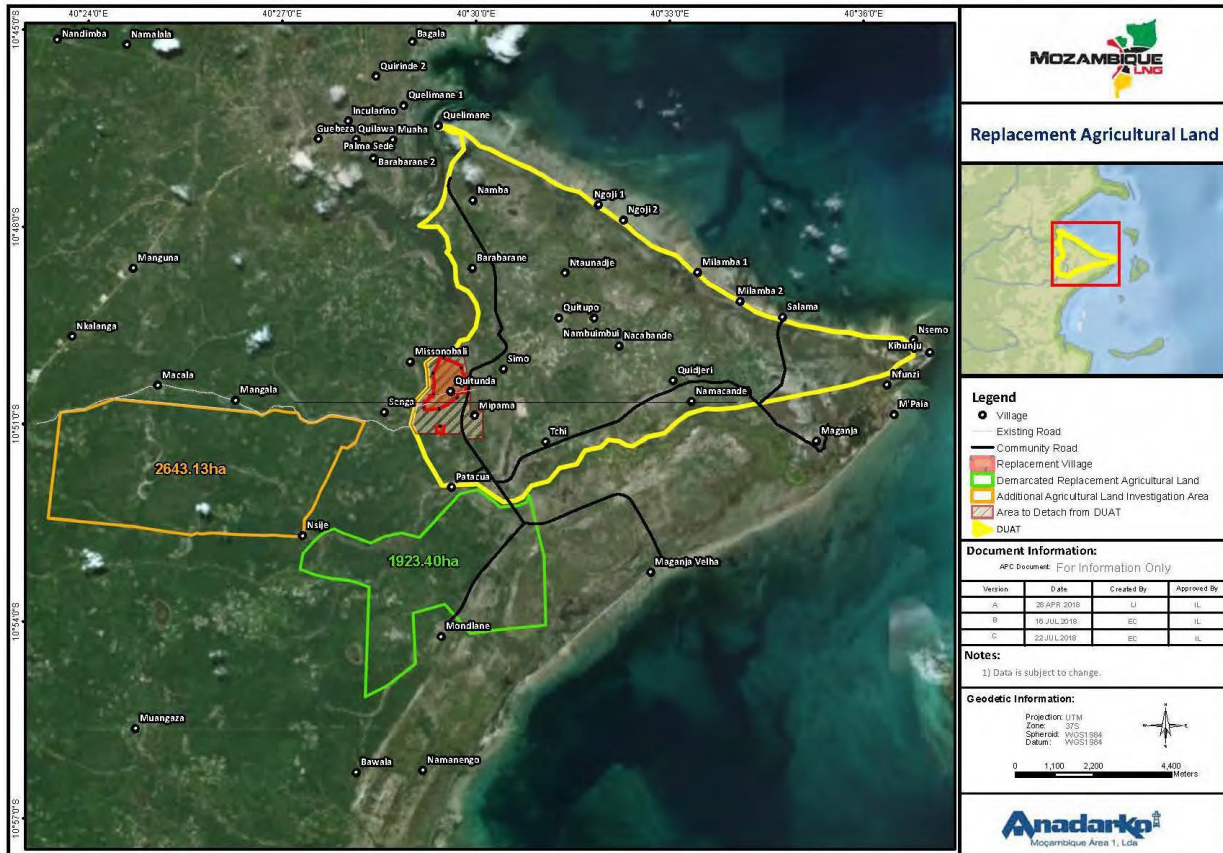 40°24'0"E 40°27'0"E 40°30'0"E 40°33'0"E 40°36'0"E
10°45'0"S
10°48'0"S
10°51'0"S
10°54'0"S
10°57'0"S
Nandimba
Namalala
Bagala
Quirinde 2
Quelimane 1
Incularino
Quelimane
Guebeza
Quilawa
Muaha
Palma Sede
Barabarane 2
Namba
Ngoji 1
Ngoji 2
Manguna
Barabarane
Ntaunadje
Milamba 1
Milamba 2
Salama
Quitupo
Nkalanga
Nambuimbui
Nacabande
Nsemo
Kibunju
Missonobali
Simo
Macala
Quitunda
Quidjeri
Nfunzi
Mangala
Senga
Mipama
Namacande
M'Paia
Tchi
Maganja
2643.13ha
Patacua
Nsije
1923.40ha
Maganja Velha
Mondlane
Muangaza
Bawala
Namanengo
MOZAMBIQUE
LNG
Replacement Agricultural Land
Legend
Village
Existing Road
Community Road
Replacement Village
Demarcated Replacement Agricultural Land
Additional Agricultural Land Investigation Area
Area to Detach from DUAT
DUAT
Document Information:
APC Document: For Information Only
Version Date Created By Approved By
A 28 APR 2018 IJ IL
B 16 JUL 2018 EC IL
C 22 JUL 2018 EC IL
Notes:
1) Data is subject to change.
Geodetic Information:
Projection: UTM
Zone: 37S
Spheroid: WGS1984
Datum: WGS1984
N
W E
S
0 1,100 2,200 4,400
Meters
Anadarko
Moçambique Área 1, Lda